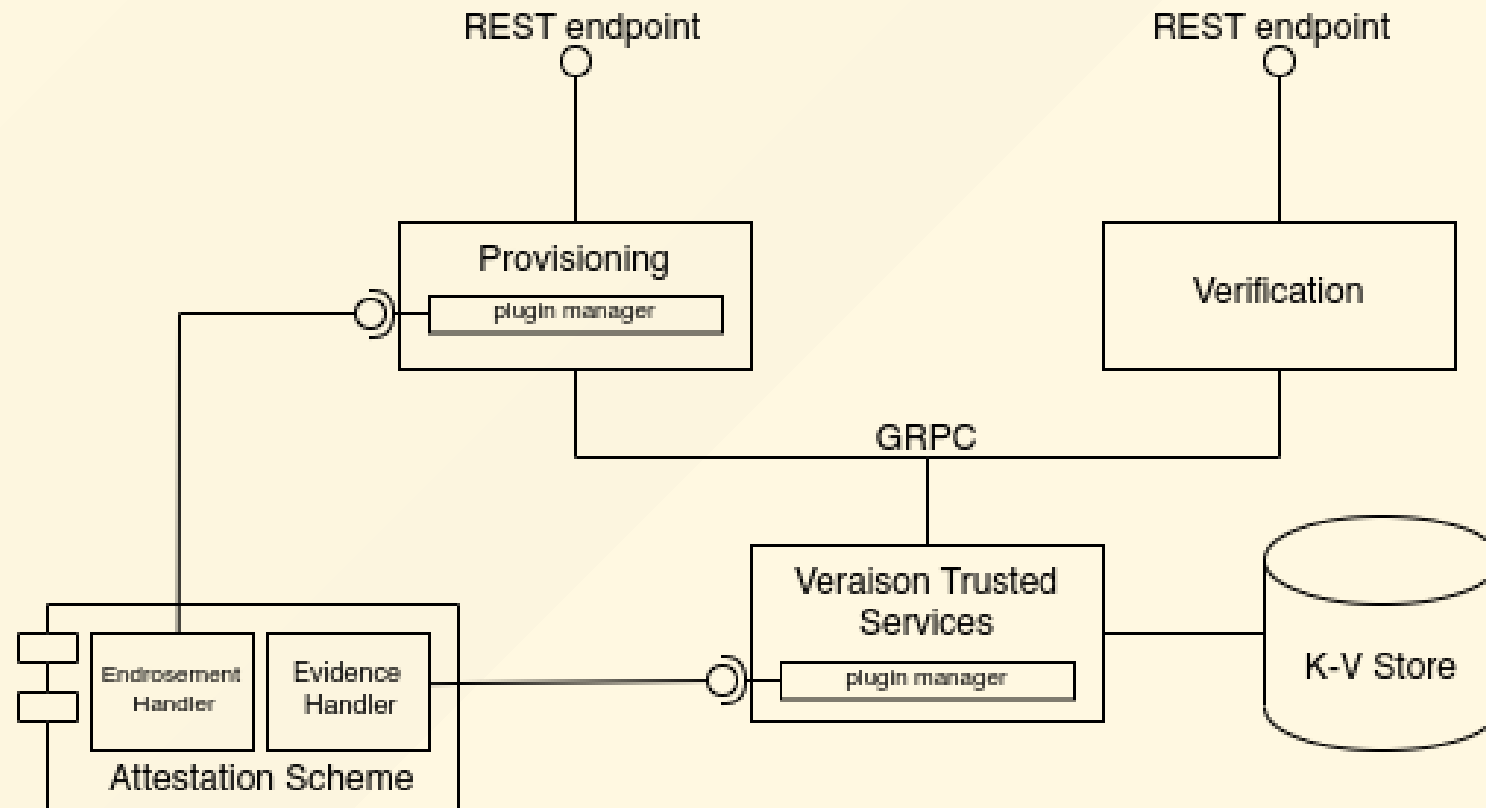 REST endpoint
REST endpoint
Provisioning
plugin manager
Verification
GRPC
Veraison Trusted
Services
plugin manager
K-V Store
Endrosement
Handler
Evidence
Handler
Attestation Scheme